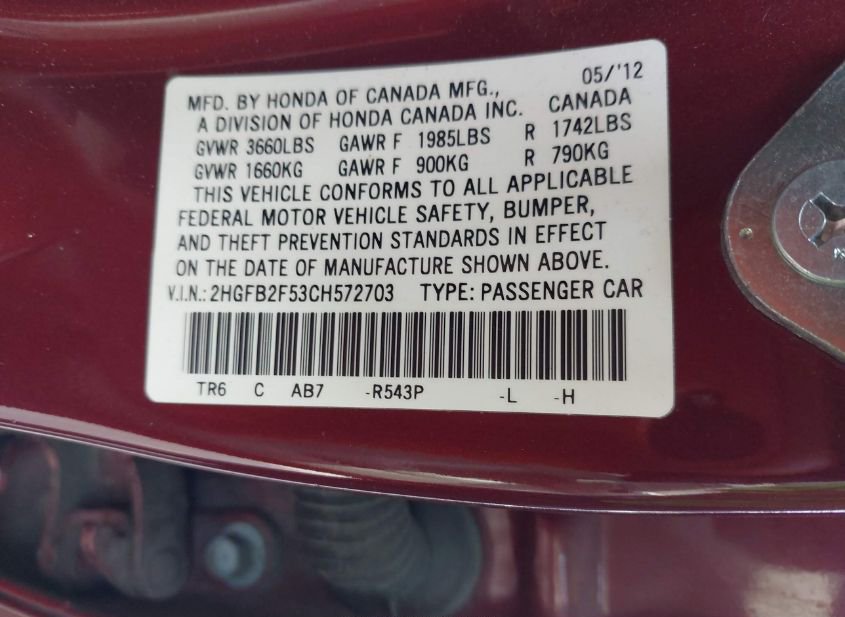 05/'12
MFD. BY HONDA OF CANADA MFG.,
A DIVISION OF HONDA CANADA INC. CANADA
GVWR 3660LBS GAWR F 1985LBS R 1742LBS
GVWR 1660KG GAWR F 900KG R 790KG
THIS VEHICLE CONFORMS TO ALL APPLICABLE
FEDERAL MOTOR VEHICLE SAFETY, BUMPER,
AND THEFT PREVENTION STANDARDS IN EFFECT
ON THE DATE OF MANUFACTURE SHOWN ABOVE.
V.I.N.: 2HGFB2F53CH572703 TYPE: PASSENGER CAR
TR6 C AB7 -R543P -L -H